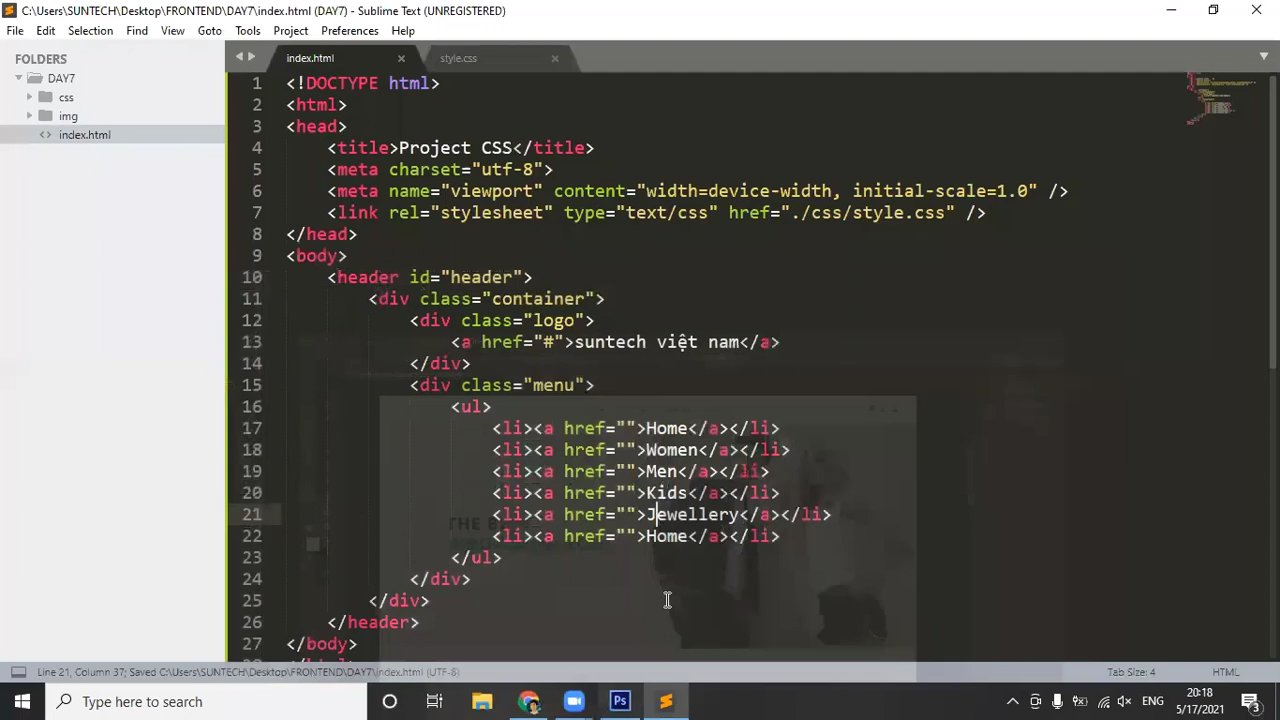 C:\Users\SUNTECH\Desktop\FRONTEND\DAY7\index.html (DAY7) - Sublime Text (UNREGISTERED)
File Edit Selection Find View Goto Tools Project Preferences Help
FOLDERS
DAY7
css
img
index.html
index.html
style.css
1 <!DOCTYPE html>
2 <html>
3 <head>
4 <title>Project CSS</title>
5 <meta charset="utf-8">
6 <meta name="viewport" content="width=device-width, initial-scale=1.0" />
7 <link rel="stylesheet" type="text/css" href="./css/style.css" />
8 </head>
9 <body>
10 <header id="header">
11 <div class="container">
12 <div class="logo">
13 <a href="#">suntech việt nam</a>
14 </div>
15 <div class="menu">
16 <ul>
17 <li><a href="">Home</a></li>
18 <li><a href="">Women</a></li>
19 <li><a href="">Men</a></li>
20 <li><a href="">Kids</a></li>
21 <li><a href="">Jewellery</a></li>
22 <li><a href="">Home</a></li>
23 </ul>
24 </div>
25 </div>
26 </header>
27 </body>
THE B
Line 21, Column 37; Saved C:\Users\SUNTECH\Desktop\FRONTEND\DAY7\index.html (UTF-8)
Tab Size: 4
HTML
Type here to search
Ps
ENG
20:18
5/17/2021
3